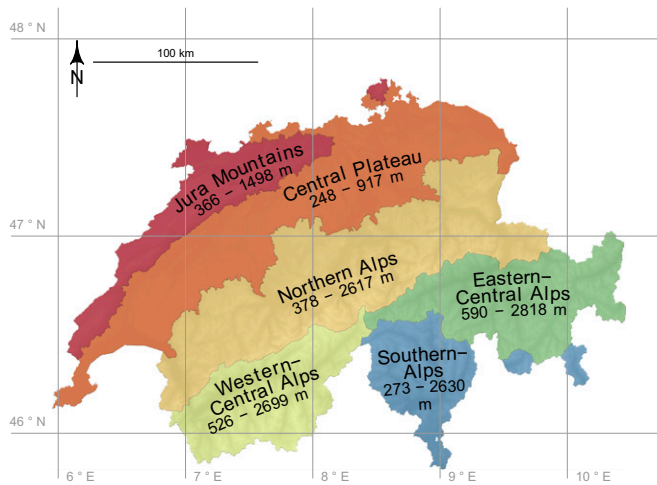 48 ° N
100 km
N
Jura Mountains
366 – 1498 m
Central Plateau
248 – 917 m
47 ° N
Northern Alps
378 – 2617 m
Eastern–
Central Alps
590 – 2818 m
Southern–
Alps
273 – 2630
m
Western–
Central Alps
526 – 2699 m
46 ° N
6 ° E
7 ° E
8 ° E
9 ° E
10 ° E